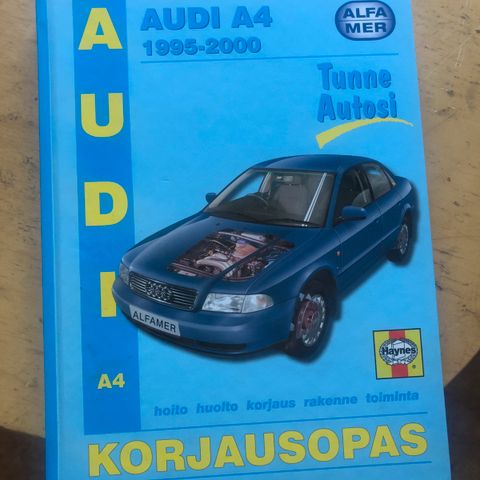 AUDI A4
1995-2000
ALFA
MER
AUDI
A4
Tunne
Autosi
ALFAMER
Haynes
hoito huolto korjaus rakenne toiminta
KORJAUSOPAS